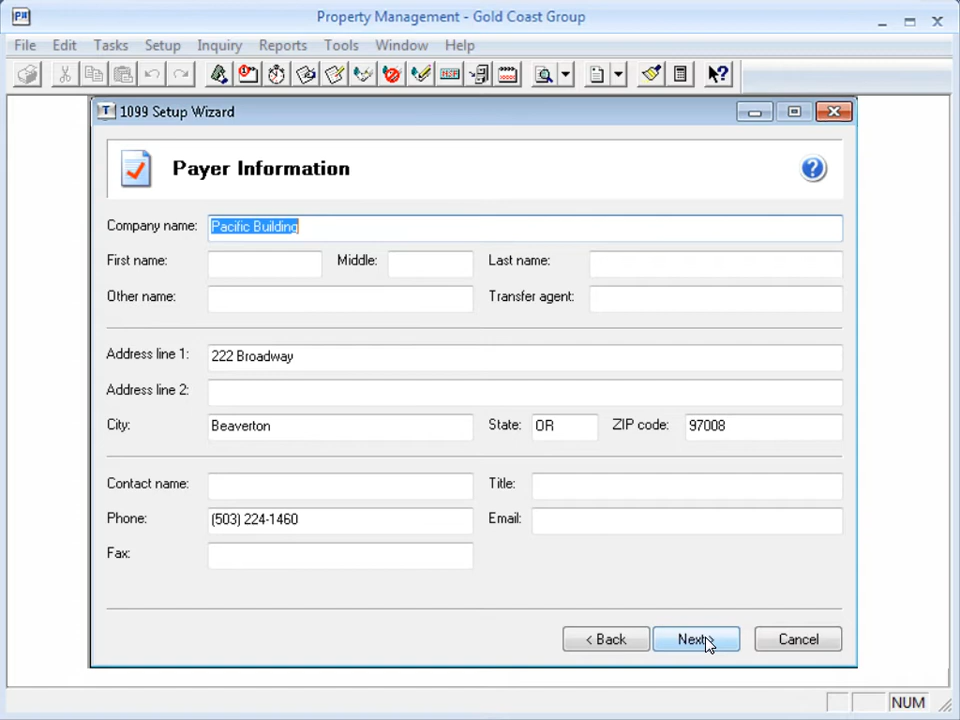 Property Management - Gold Coast Group
File Edit Tasks Setup Inquiry Reports Tools Window Help
1099 Setup Wizard
Payer Information
Company name: Pacific Building
First name: Middle: Last name:
Other name: Transfer agent:
Address line 1: 222 Broadway
Address line 2:
City: Beaverton State: OR ZIP code: 97008
Contact name: Title:
Phone: (503) 224-1460 Email:
Fax:
< Back Next > Cancel
NUM